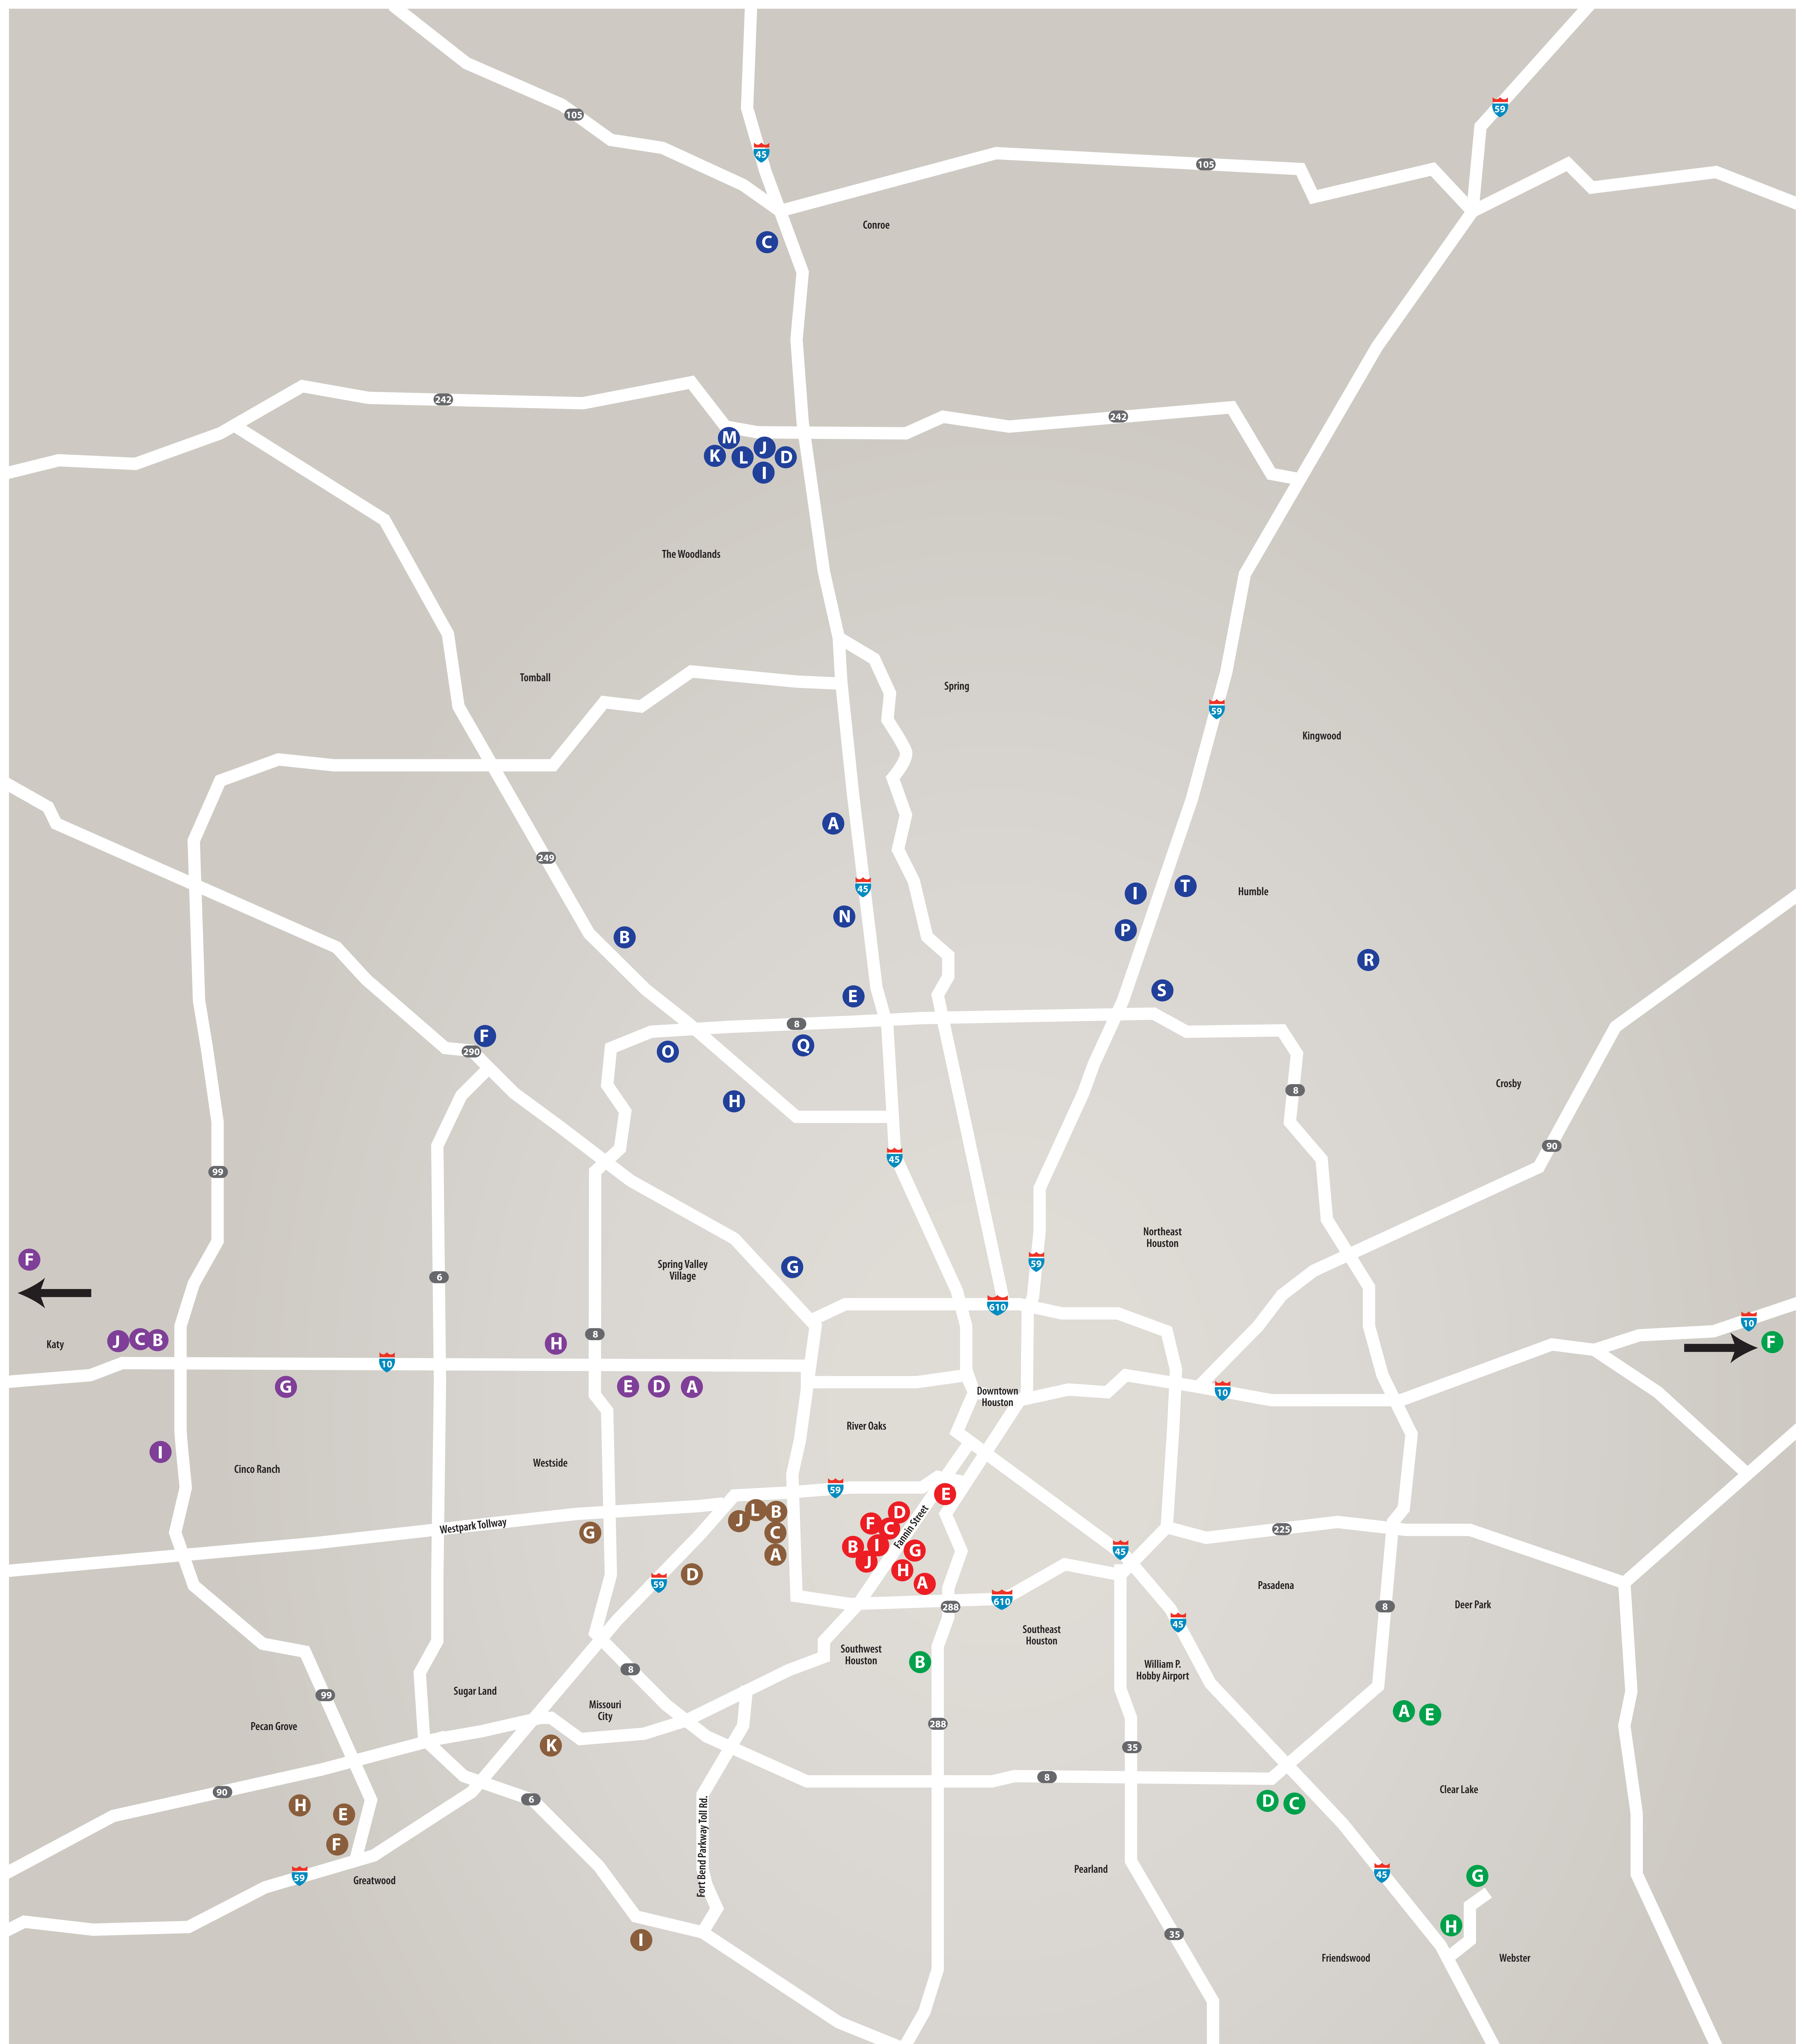 59
105
45
105
Conroe
C
242
242
M
J
K
L
D
I
The Woodlands
Tomball
Spring
59
Kingwood
A
249
45
I
T
Humble
N
P
B
R
E
S
8
F
290
O
Q
Crosby
8
H
90
45
99
Northeast
Houston
F
59
Spring Valley
Village
G
6
610
10
F
8
J
C
B
Katy
H
10
G
E
D
A
10
Downtown
Houston
River Oaks
I
Cinco Ranch
Westside
59
E
L
B
D
J
F
C
Westpark Tollway
G
C
Fannin Street
225
B
I
G
45
A
J
H
D
59
A
Pasadena
610
288
8
Deer Park
45
Southeast
Houston
Southwest
Houston
B
William P.
Hobby Airport
8
Sugar Land
99
Missouri
City
A
E
Pecan Grove
288
K
35
8
90
Clear Lake
6
D
C
H
E
F
Fort Bend Parkway Toll Rd.
Pearland
45
G
59
Greatwood
H
35
I
Friendswood
Webster